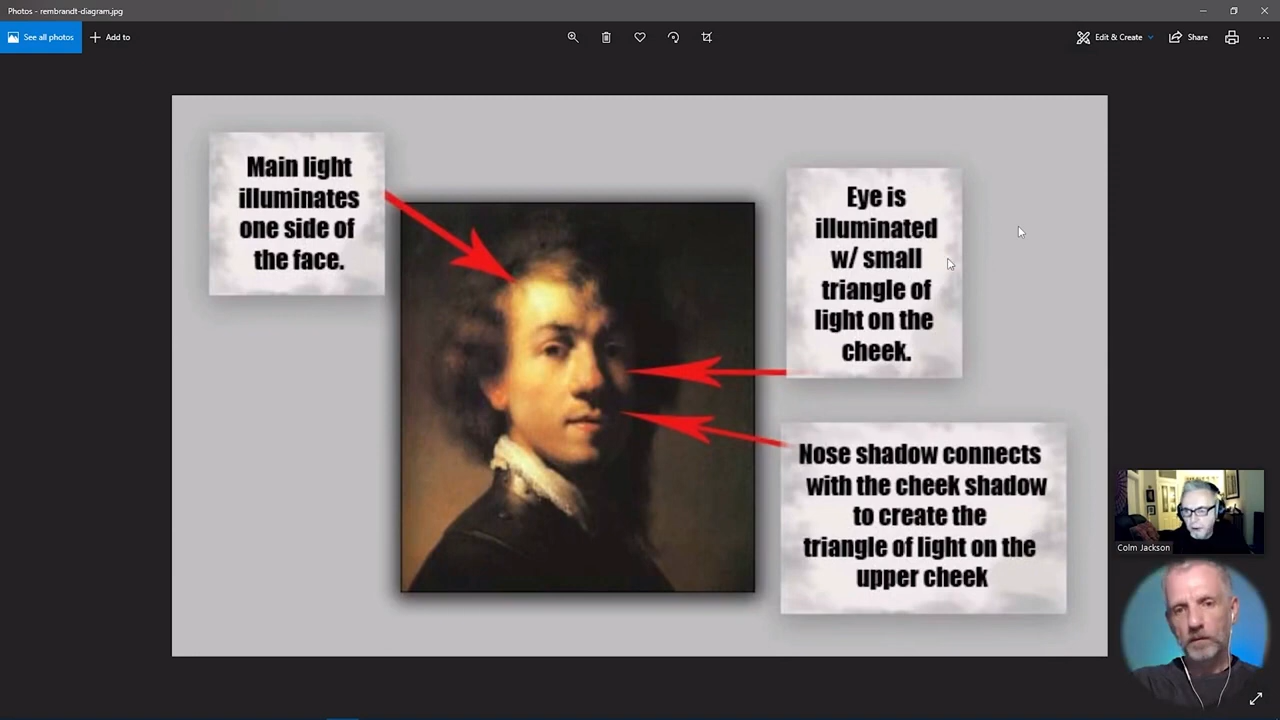 Photos - rembrandt-diagram.jpg
See all photos
Add to
Edit & Create
Share
Main light
illuminates
one side of
the face.
Eye is
illuminated
w/ small
triangle of
light on the
cheek.
Nose shadow connects
with the cheek shadow
to create the
triangle of light on the
upper cheek
Colm Jackson